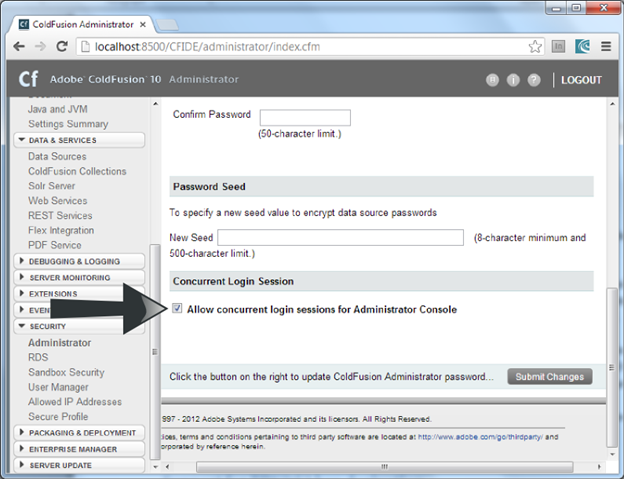 ColdFusion Administrator
localhost:8500/CFIDE/administrator/index.cfm
Cf Adobe® ColdFusion® 10 Administrator
LOGOUT
Java and JVM
Settings Summary
DATA & SERVICES
Data Sources
ColdFusion Collections
Solr Server
Web Services
REST Services
Flex Integration
PDF Service
DEBUGGING & LOGGING
SERVER MONITORING
EXTENSIONS
EVEN
SECURITY
Administrator
RDS
Sandbox Security
User Manager
Allowed IP Addresses
Secure Profile
PACKAGING & DEPLOYMENT
ENTERPRISE MANAGER
SERVER UPDATE
Confirm Password
(50-character limit.)
Password Seed
To specify a new seed value to encrypt data source passwords
New Seed (8-character minimum and
500-character limit.)
Concurrent Login Session
Allow concurrent login sessions for Administrator Console
Click the button on the right to update ColdFusion Administrator password...
Submit Changes
997 - 2012 Adobe Systems Incorporated and its licensors. All Rights Reserved.
ices, terms and conditions pertaining to third party software are located at http://www.adobe.com/go/thirdparty/ and
corporated by reference herein.